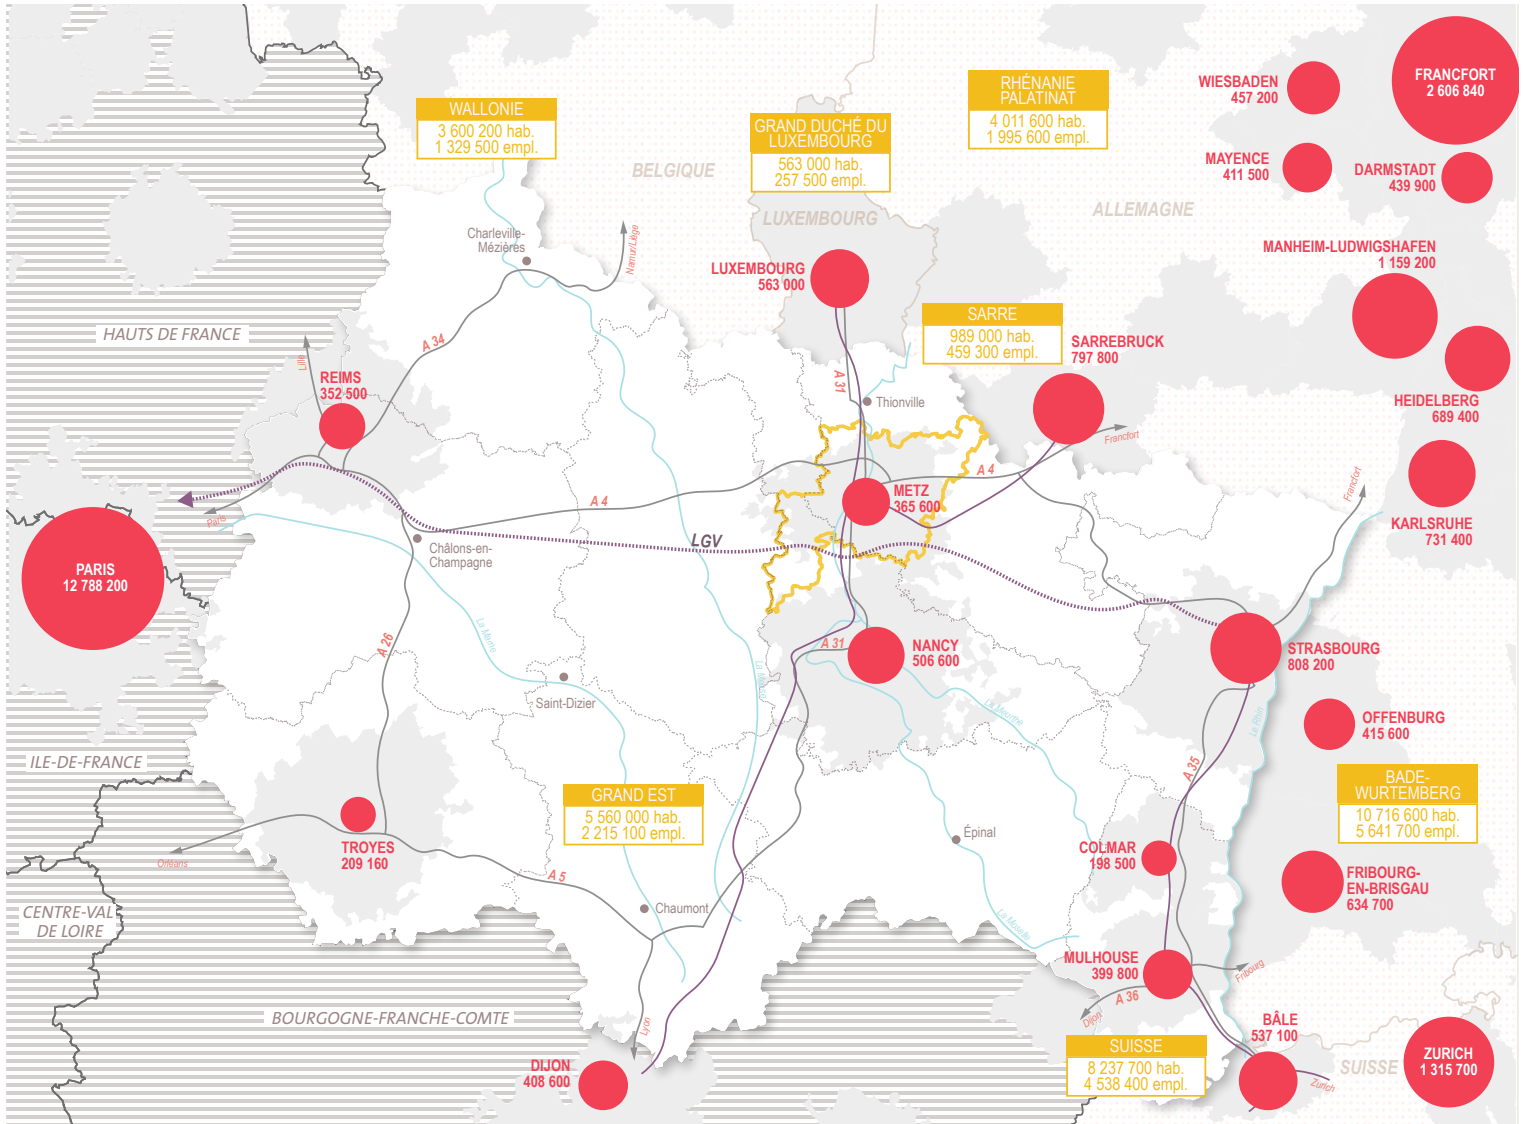 WALLONIE
3 600 200 hab.
1 329 500 empl.
GRAND DUCHÉ DU
LUXEMBOURG
563 000 hab.
257 500 empl.
RHÉNANIE
PALATINAT
4 011 600 hab.
1 995 600 empl.
WIESBADEN
457 200
FRANCFORT
2 606 840
MAYENCE
411 500
DARMSTADT
439 900
BELGIQUE
LUXEMBOURG
ALLEMAGNE
Charleville-
Mézières
Namur/Liège
LUXEMBOURG
563 000
MANHEIM-LUDWIGSHAFEN
1 159 200
HAUTS DE FRANCE
A 34
Lille
REIMS
352 500
SARRE
989 000 hab.
459 300 empl.
SARREBRUCK
797 800
A 31
Thionville
Francfort
HEIDELBERG
689 400
A 4
A 4
METZ
365 600
Francfort
KARLSRUHE
731 400
Paris
Châlons-en-
Champagne
LGV
PARIS
12 788 200
A 26
La Marne
La Meuse
A 31
NANCY
506 600
STRASBOURG
808 200
Saint-Dizier
La Meurthe
Le Rhin
OFFENBURG
415 600
ILE-DE-FRANCE
A 35
GRAND EST
5 560 000 hab.
2 215 100 empl.
BADE-
WURTEMBERG
10 716 600 hab.
5 641 700 empl.
TROYES
209 160
Orléans
Épinal
COLMAR
198 500
A 5
FRIBOURG-
EN-BRISGAU
634 700
CENTRE-VAL
DE LOIRE
Chaumont
La Moselle
MULHOUSE
399 800
Fribourg
A 36
Dijon
BOURGOGNE-FRANCHE-COMTE
Lyon
BÂLE
537 100
DIJON
408 600
SUISSE
8 237 700 hab.
4 538 400 empl.
Zurich
SUISSE
ZURICH
1 315 700